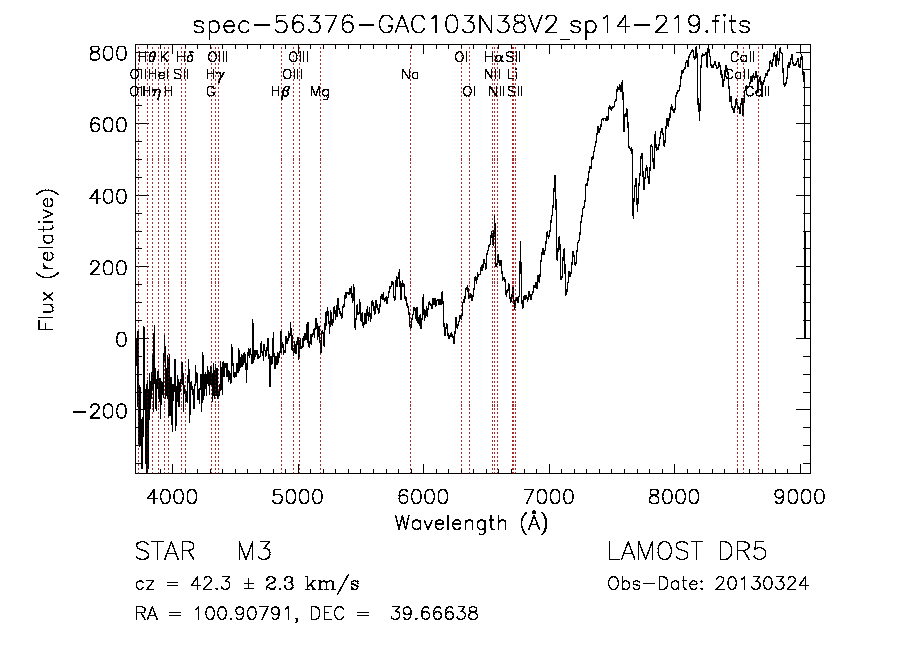 spec-56376-GAC103N38V2_sp14-219.fits
Hθ K Hδ OIII OIII OI Hα SII CaII
OII HeI SII Hγ OIII Na NII Li CaII
OII Hη H G Hβ Mg OI NII SII CaII
800
600
400
200
0
−200
Flux (relative)
4000 5000 6000 7000 8000 9000
Wavelength (Å)
STAR M3 LAMOST DR5
cz = 42.3 ± 2.3 km/s Obs-Date: 20130324
RA = 100.90791, DEC = 39.66638